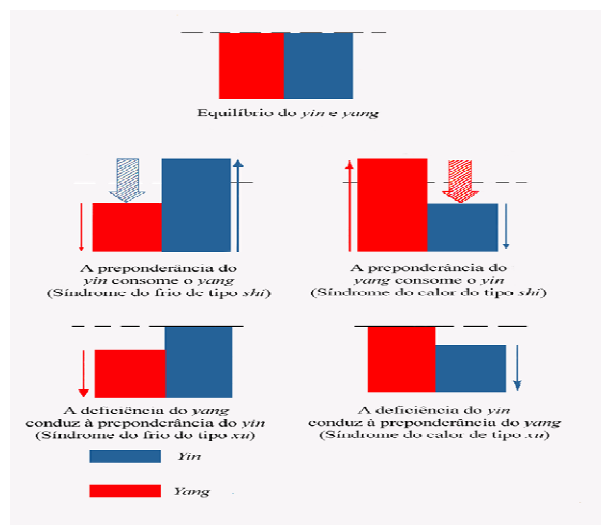 Equilíbrio do yin e yang
A preponderância do
yin consome o yang
(Síndrome do frio de tipo shi)
A preponderância do
yang consome o yin
(Síndrome do calor do tipo shi)
A deficiência do yang
conduz à preponderância do yin
(Síndrome do frio do tipo xu)
A deficiência do yin
conduz à preponderância do yang
(Síndrome do calor de tipo xu)
Yin
Yang